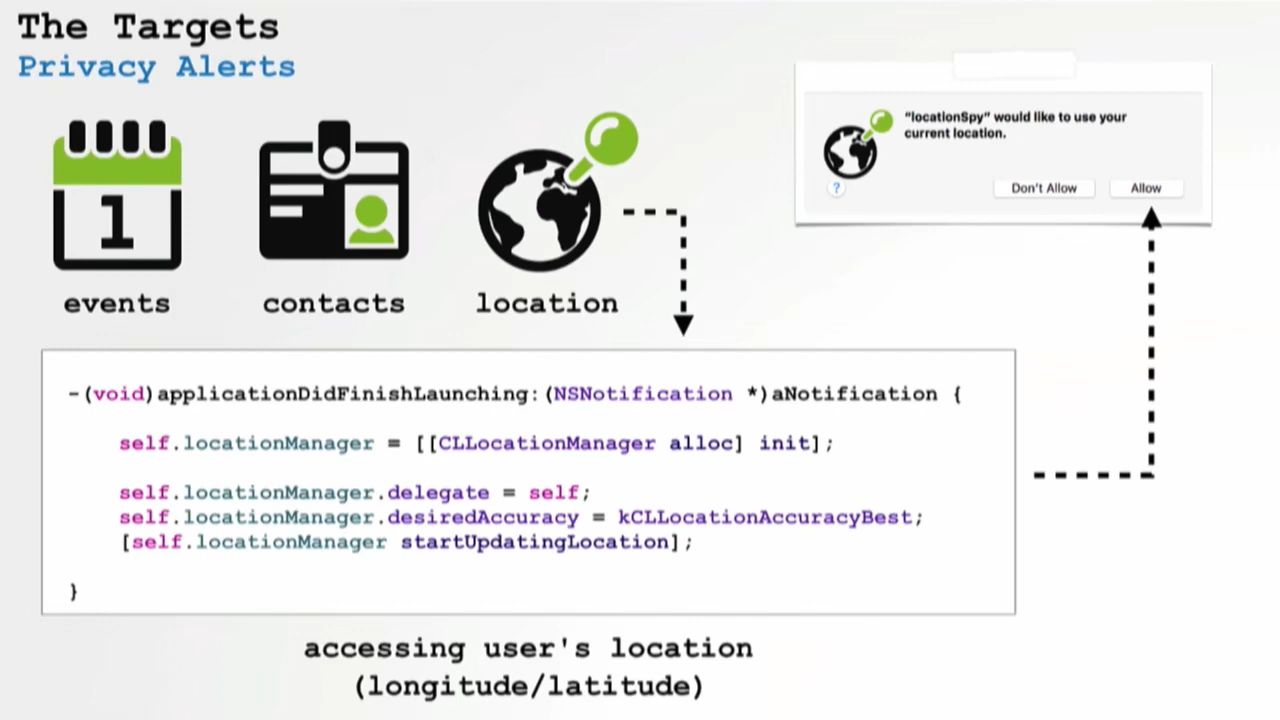 The Targets
Privacy Alerts
1
events
contacts
location
"locationSpy" would like to use your
current location.
?
Don't Allow
Allow
-(void)applicationDidFinishLaunching:(NSNotification *)aNotification {
self.locationManager = [[CLLocationManager alloc] init];
self.locationManager.delegate = self;
self.locationManager.desiredAccuracy = kCLLocationAccuracyBest;
[self.locationManager startUpdatingLocation];
}
accessing user's location
(longitude/latitude)